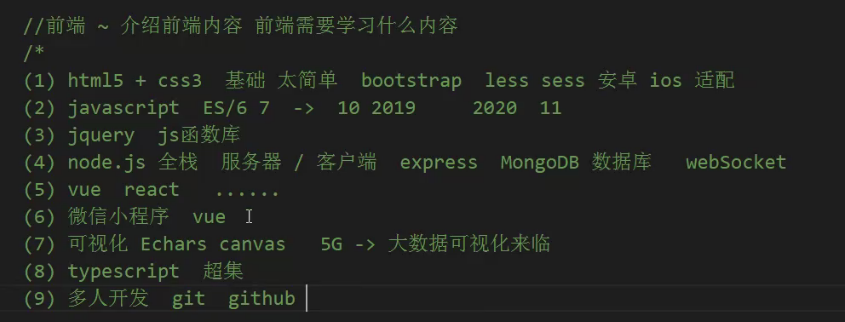 //前端 ~ 介绍前端内容 前端需要学习什么内容
/*
(1) html5 + css3 基础 太简单 bootstrap less sess 安卓 ios 适配
(2) javascript ES/6 7 -> 10 2019 2020 11
(3) jquery js函数库
(4) node.js 全栈 服务器 / 客户端 express MongoDB 数据库 webSocket
(5) vue react ......
(6) 微信小程序 vue
(7) 可视化 Echars canvas 5G -> 大数据可视化来临
(8) typescript 超集
(9) 多人开发 git github